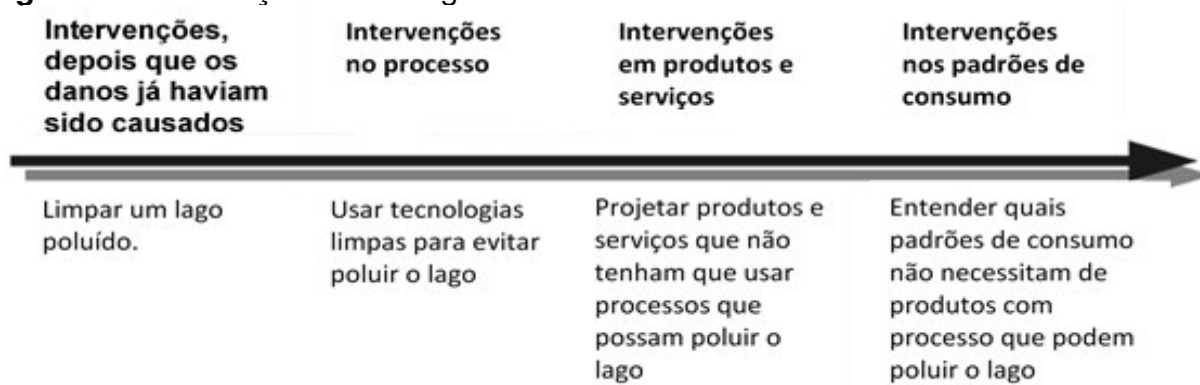 Intervenções,
depois que os
danos já haviam
sido causados
Intervenções
no processo
Intervenções
em produtos e
serviços
Intervenções
nos padrões de
consumo
Limpar um lago
poluído.
Usar tecnologias
limpas para evitar
poluir o lago
Projetar produtos e
serviços que não
tenham que usar
processos que
possam poluir o
lago
Entender quais
padrões de consumo
não necessitam de
produtos com
processo que podem
poluir o lago